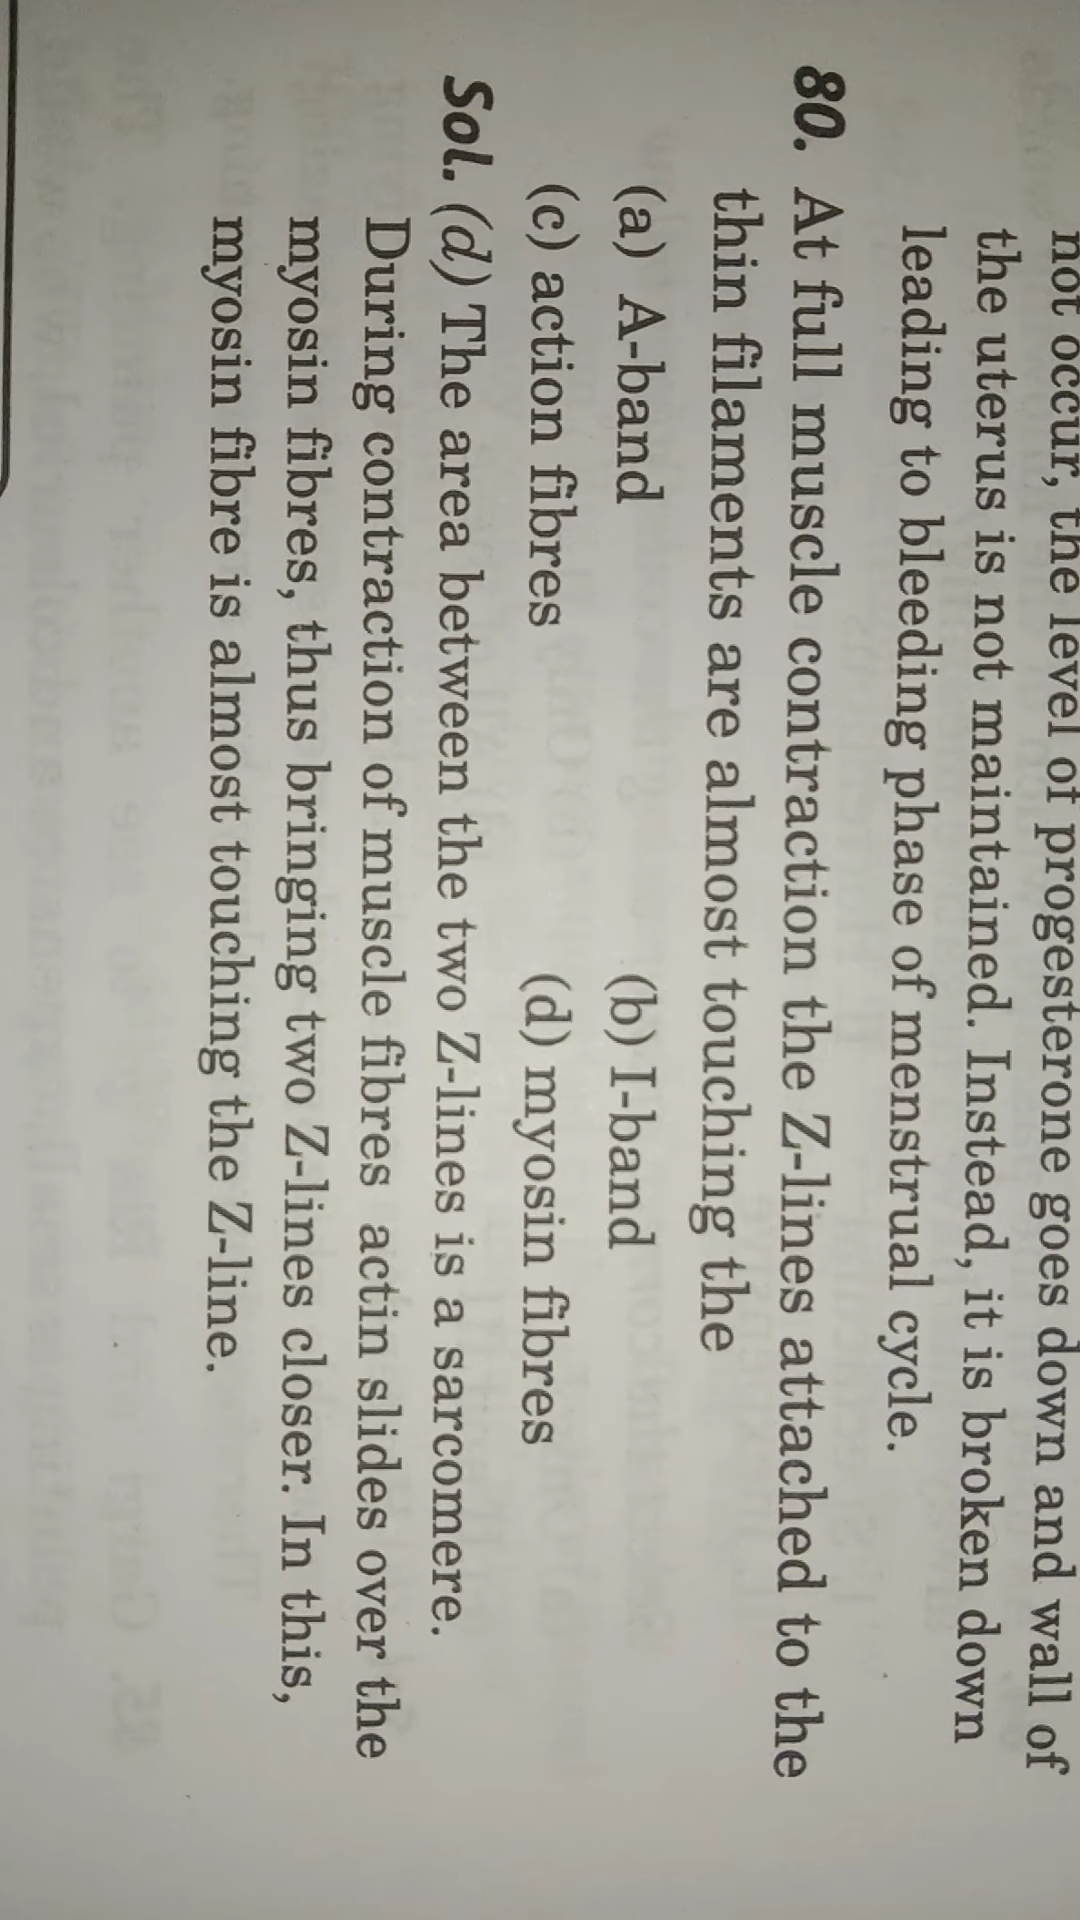 not occur, the level of progesterone goes down and wall of
the uterus is not maintained. Instead, it is broken down
leading to bleeding phase of menstrual cycle.
80. At full muscle contraction the Z-lines attached to the
thin filaments are almost touching the
(a) A-band (b) I-band
(c) action fibres (d) myosin fibres
Sol. (d) The area between the two Z-lines is a sarcomere.
During contraction of muscle fibres actin slides over the
myosin fibres, thus bringing two Z-lines closer. In this,
myosin fibre is almost touching the Z-line.